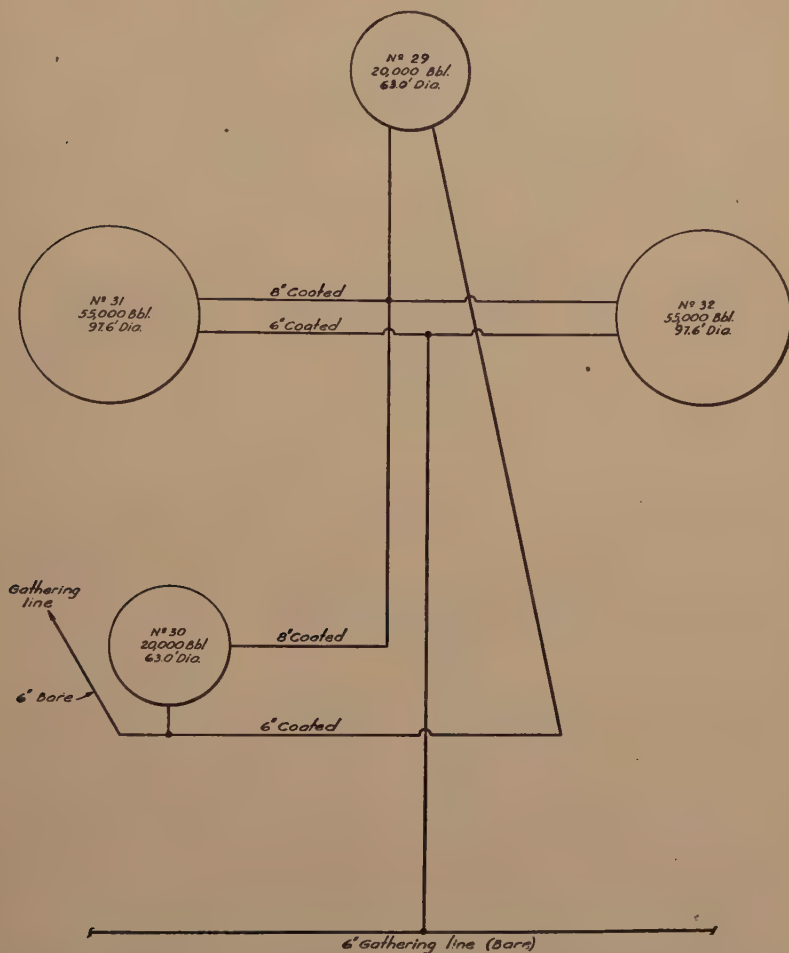 Nº 29
20,000 Bbl.
63.0' Dia.
Nº 31
55,000 Bbl.
97.6' Dia.
8" Coated
6" Coated
Nº 32
55,000 Bbl.
97.6' Dia.
Gathering
line
6" Bare
Nº 30
20,000 Bbl
63.0' Dia.
8" Coated
6" Coated
6" Gathering line (Bare)